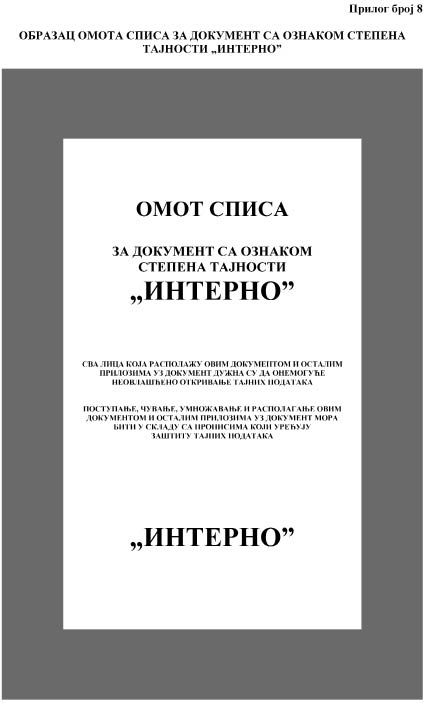 Прилог број 8
ОБРАЗАЦ ОМОТА СПИСА ЗА ДОКУМЕНТ СА ОЗНАКОМ СТЕПЕНА
ТАЈНОСТИ „ИНТЕРНО”
ОМОТ СПИСА
ЗА ДОКУМЕНТ СА ОЗНАКОМ
СТЕПЕНА ТАЈНОСТИ
„ИНТЕРНО”
СВА ЛИЦА КОЈА РАСПОЛАЖУ ОВИМ ДОКУМЕПТОМ И ОСТАЛИМ
ПРИЛОЗИМА УЗ ДОКУМЕНТ ДУЖНА СУ ДА ОНЕМОГУЋЕ
НЕОВЛАШЋЕНО ОТКРИВАЊЕ ТАЈНИХ ПОДАТАКА
ПОСТУПАЊЕ, ЧУВАЊЕ, УМНОЖАВАЊЕ И РАСПОЛАГАЊЕ ОВИМ
ДОКУМЕНТОМ И ОСТАЛИМ ПРИЛОЗИМА УЗ ДОКУМЕНТ МОРА
БИТИ У СКЛАДУ СА ПРОПИСИМА КОЈИ УРЕЂУЈУ
ЗАШТИТУ ТАЈНИХ ПОДАТАКА
„ИНТЕРНО”